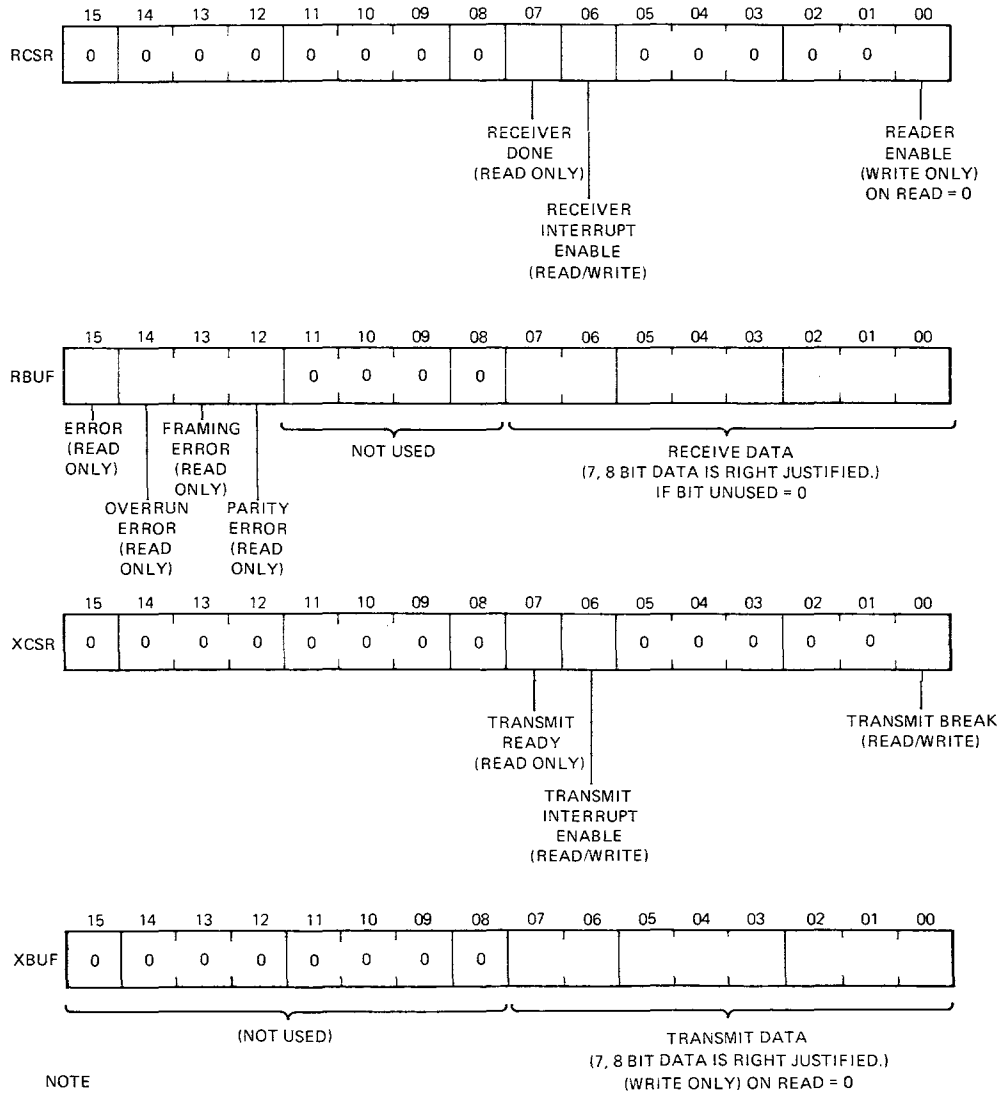 15 14 13 12 11 10 09 08 07 06 05 04 03 02 01 00
RCSR 0 0 0 0 0 0 0 0 0 0 0 0 0
RECEIVER
DONE
(READ ONLY)
RECEIVER
INTERRUPT
ENABLE
(READ/WRITE)
READER
ENABLE
(WRITE ONLY)
ON READ = 0
15 14 13 12 11 10 09 08 07 06 05 04 03 02 01 00
RBUF 0 0 0 0
ERROR
(READ
ONLY)
OVERRUN
ERROR
(READ
ONLY)
FRAMING
ERROR
(READ
ONLY)
PARITY
ERROR
(READ
ONLY)
NOT USED
RECEIVE DATA
(7, 8 BIT DATA IS RIGHT JUSTIFIED.)
IF BIT UNUSED = 0
15 14 13 12 11 10 09 08 07 06 05 04 03 02 01 00
XCSR 0 0 0 0 0 0 0 0 0 0 0 0 0
TRANSMIT
READY
(READ ONLY)
TRANSMIT
INTERRUPT
ENABLE
(READ/WRITE)
TRANSMIT BREAK
(READ/WRITE)
15 14 13 12 11 10 09 08 07 06 05 04 03 02 01 00
XBUF 0 0 0 0 0 0 0 0
(NOT USED)
TRANSMIT DATA
(7, 8 BIT DATA IS RIGHT JUSTIFIED.)
(WRITE ONLY) ON READ = 0
NOTE